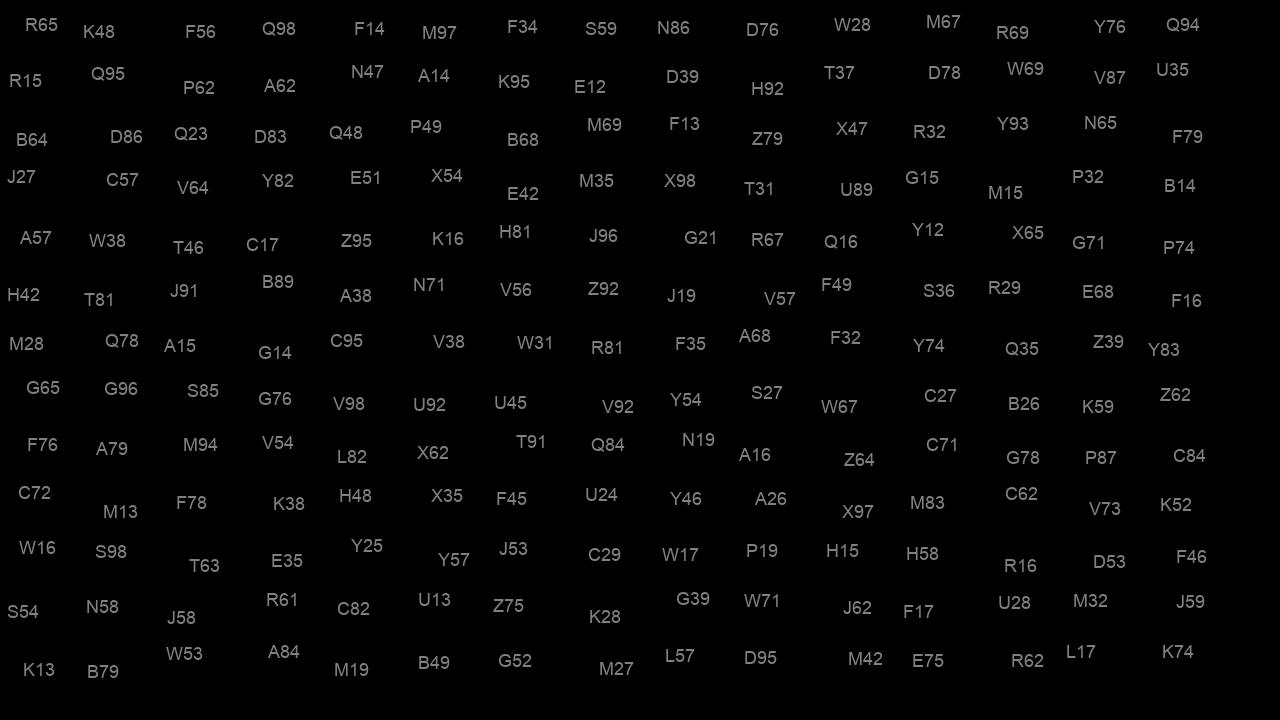 R65 K48 F56 Q98 F14 M97 F34 S59 N86 D76 W28 M67 R69 Y76 Q94
R15 Q95 P62 A62 N47 A14 K95 E12 D39 H92 T37 D78 W69 V87 U35
B64 D86 Q23 D83 Q48 P49 B68 M69 F13 Z79 X47 R32 Y93 N65 F79
J27 C57 V64 Y82 E51 X54 E42 M35 X98 T31 U89 G15 M15 P32 B14
A57 W38 T46 C17 Z95 K16 H81 J96 G21 R67 Q16 Y12 X65 G71 P74
H42 T81 J91 B89 A38 N71 V56 Z92 J19 V57 F49 S36 R29 E68 F16
M28 Q78 A15 G14 C95 V38 W31 R81 F35 A68 F32 Y74 Q35 Z39 Y83
G65 G96 S85 G76 V98 U92 U45 V92 Y54 S27 W67 C27 B26 K59 Z62
F76 A79 M94 V54 L82 X62 T91 Q84 N19 A16 Z64 C71 G78 P87 C84
C72 M13 F78 K38 H48 X35 F45 U24 Y46 A26 X97 M83 C62 V73 K52
W16 S98 T63 E35 Y25 Y57 J53 C29 W17 P19 H15 H58 R16 D53 F46
S54 N58 J58 R61 C82 U13 Z75 K28 G39 W71 J62 F17 U28 M32 J59
K13 B79 W53 A84 M19 B49 G52 M27 L57 D95 M42 E75 R62 L17 K74